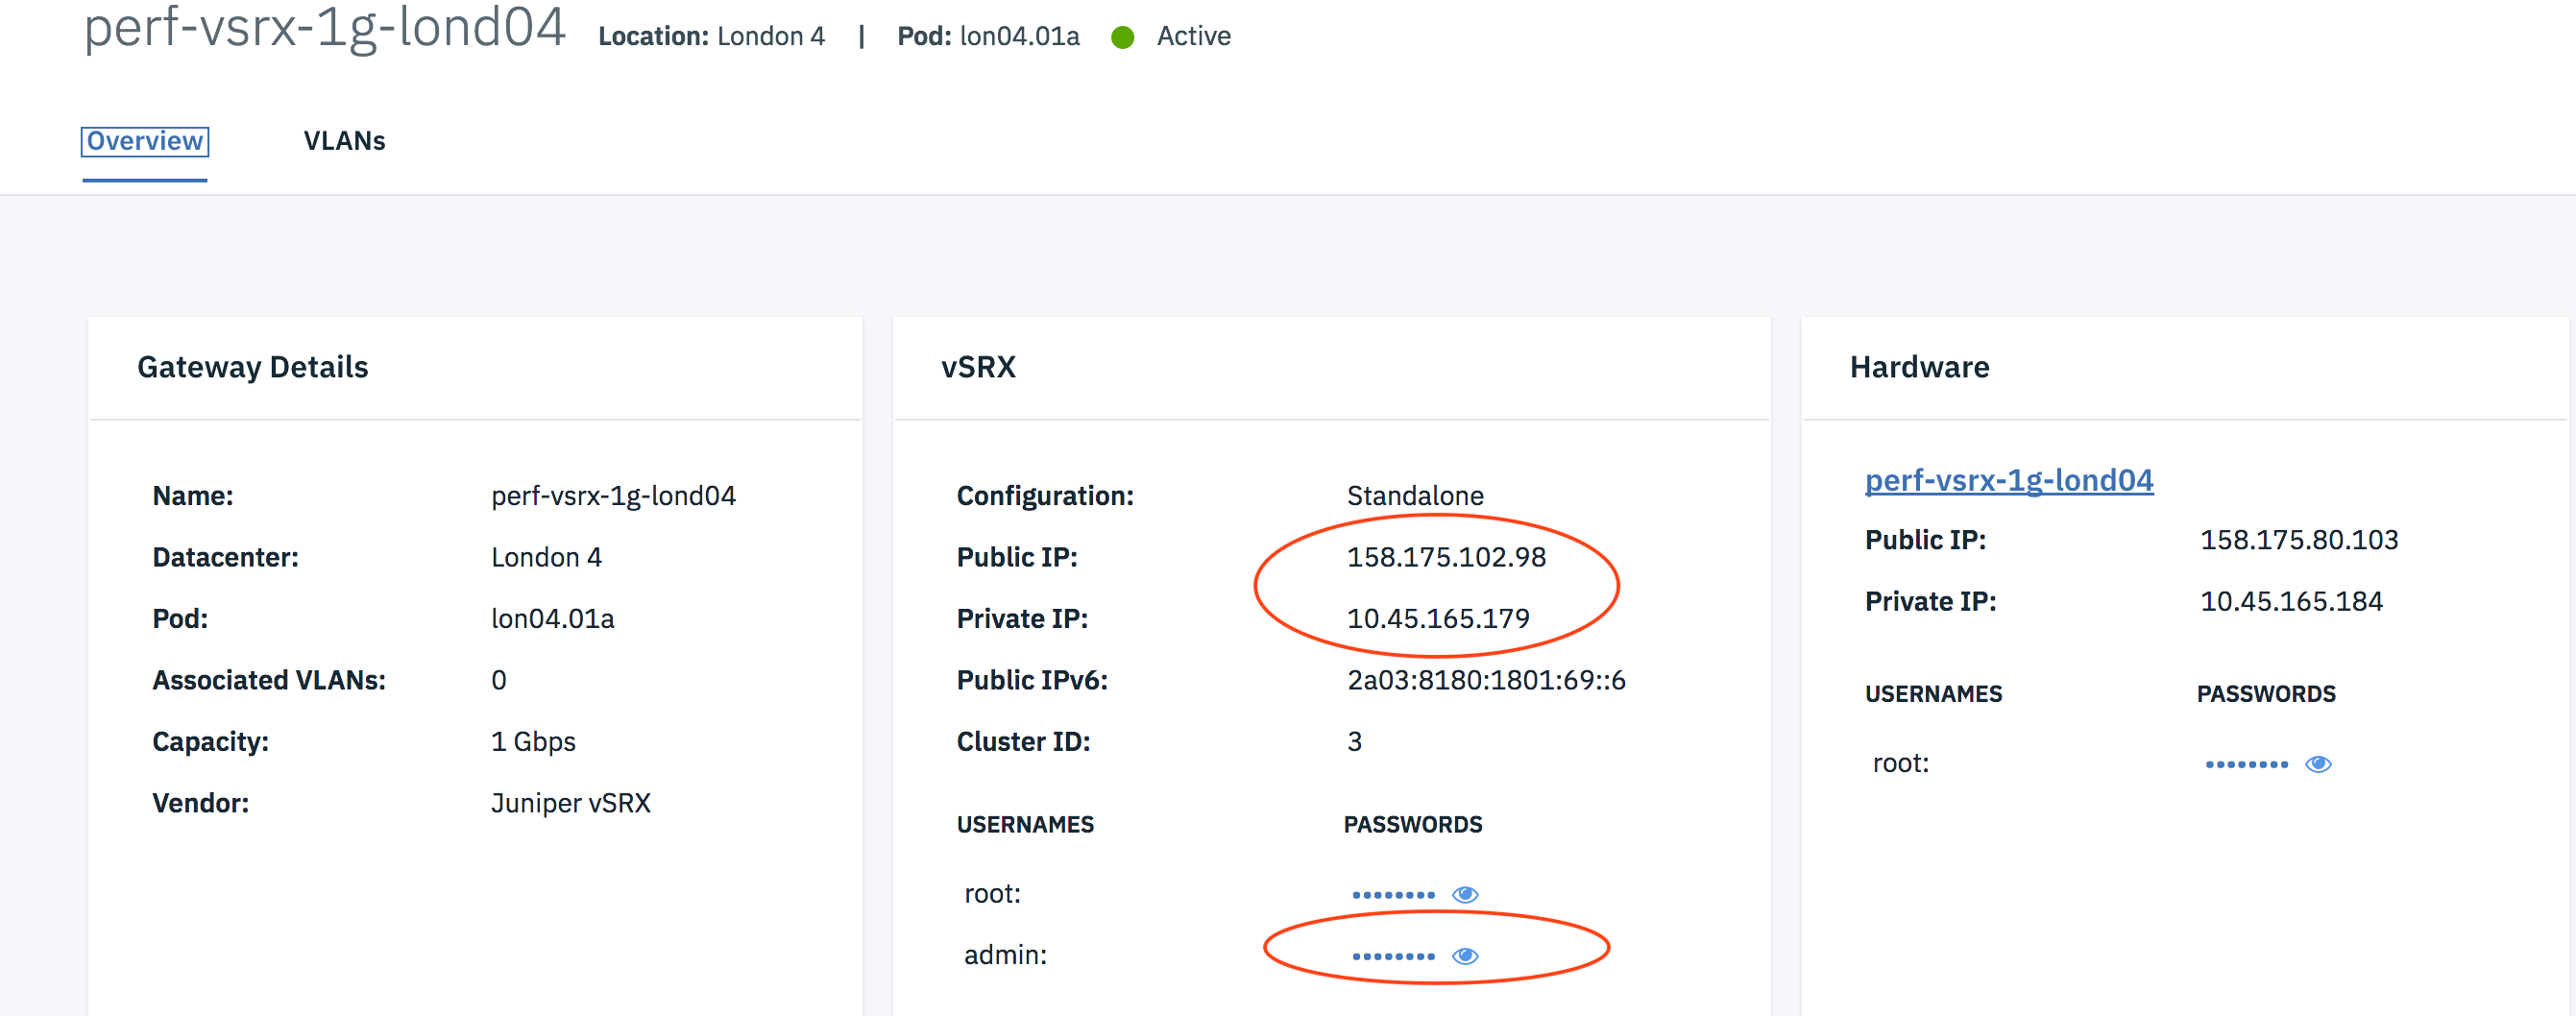 perf-vsrx-1g-lond04 Location: London 4 | Pod: lon04.01a Active
Overview VLANs
Gateway Details
Name: perf-vsrx-1g-lond04
Datacenter: London 4
Pod: lon04.01a
Associated VLANs: 0
Capacity: 1 Gbps
Vendor: Juniper vSRX
vSRX
Configuration: Standalone
Public IP: 158.175.102.98
Private IP: 10.45.165.179
Public IPv6: 2a03:8180:1801:69::6
Cluster ID: 3
USERNAMES PASSWORDS
root: ••••••••
admin: ••••••••
Hardware
perf-vsrx-1g-lond04
Public IP: 158.175.80.103
Private IP: 10.45.165.184
USERNAMES PASSWORDS
root: ••••••••